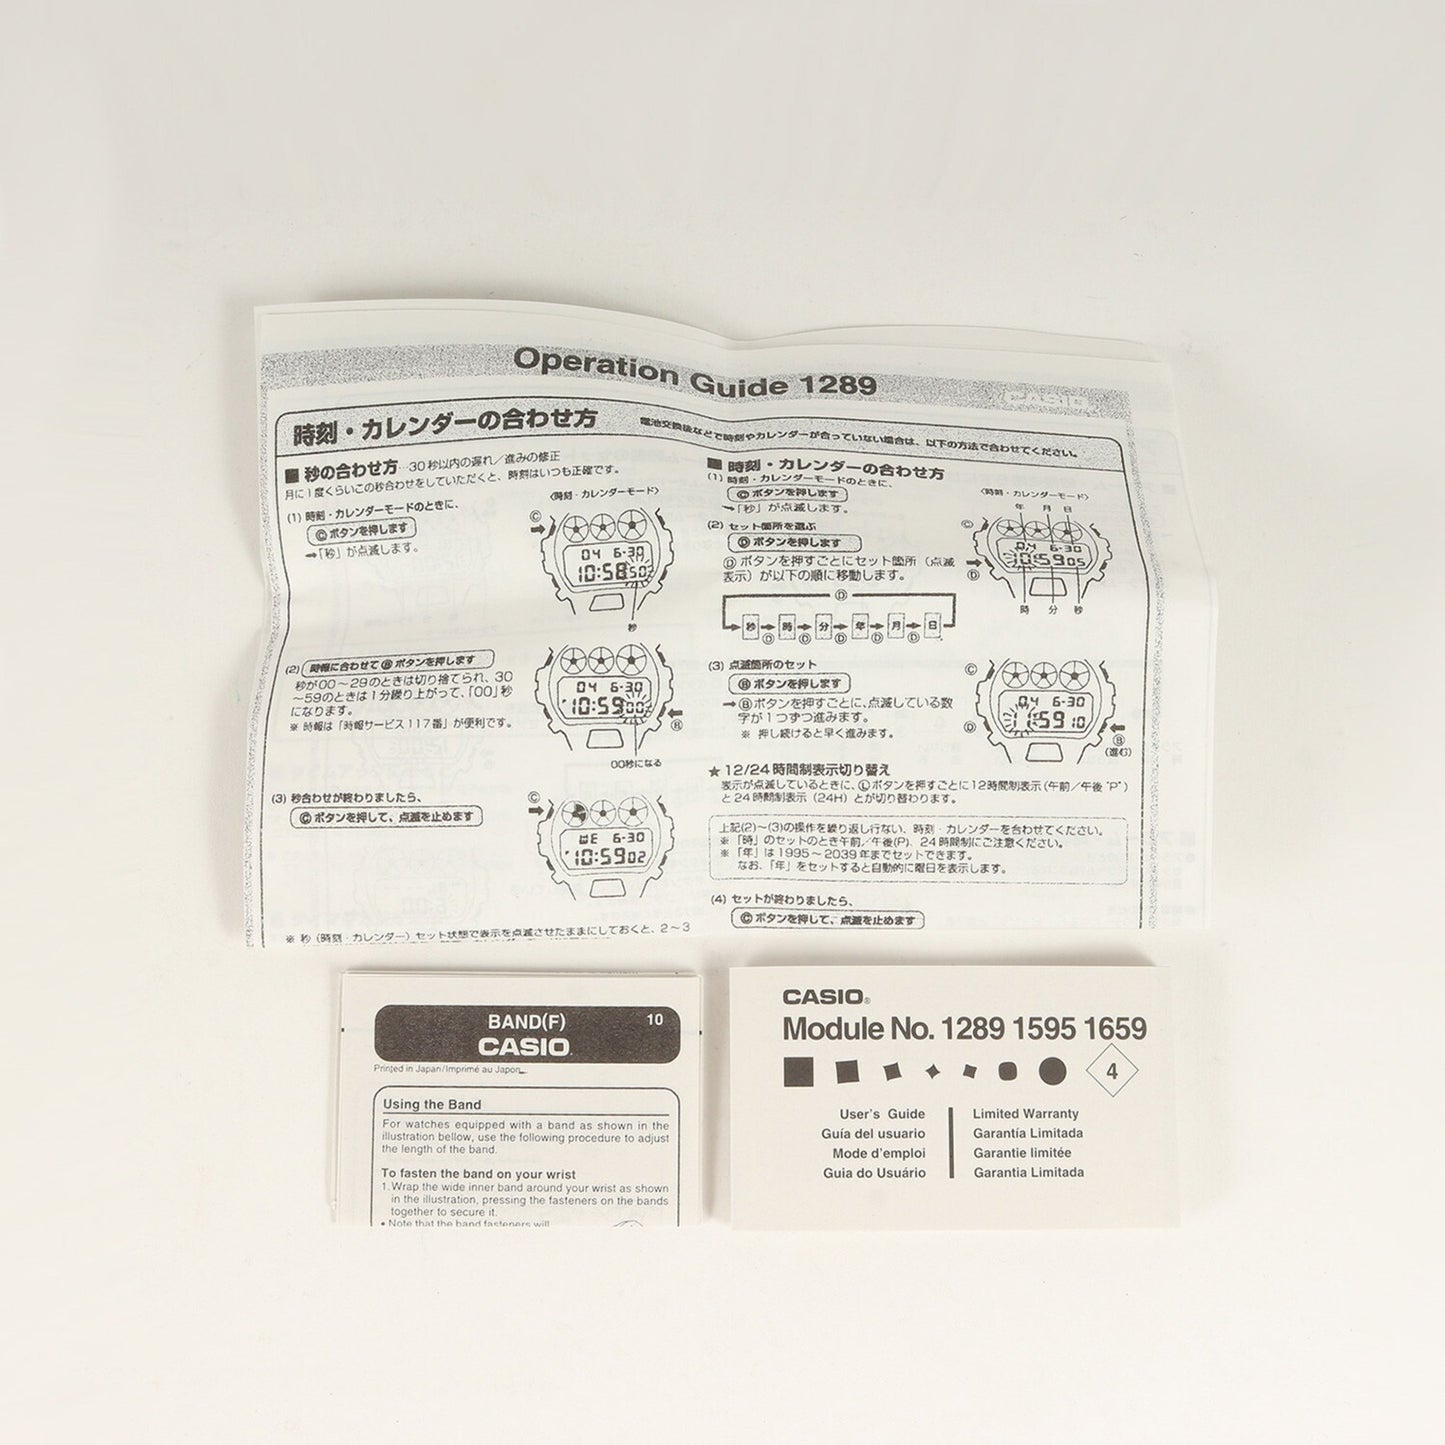 Operation Guide 1289
CASIO
時刻・カレンダーの合わせ方
電池交換後などで時刻やカレンダーが合っていない場合は、以下の方法で合わせてください。
■ 秒の合わせ方…30秒以内の遅れ/進みの修正
月に1度くらいこの秒合わせをしていただくと、時刻はいつも正確です。
(1) 時刻・カレンダーモードのときに、
Ⓒ ボタンを押します
→「秒」が点滅します。
〈時刻・カレンダーモード〉
Ⓒ
04 6-30
10:58 50
秒
(2) 時報に合わせて Ⓑ ボタンを押します
秒が00〜29のときは切り捨てられ、30
〜59のときは1分繰り上がって、「00」秒
になります。
※ 時報は「時報サービス117番」が便利です。
04 6-30
10:59 00
Ⓑ
00秒になる
(3) 秒合わせが終わりましたら、
Ⓒ ボタンを押して、点滅を止めます
Ⓒ
WE 6-30
10:59 02
※ 秒(時刻・カレンダー)セット状態で表示を点滅させたままにしておくと、2〜3
■ 時刻・カレンダーの合わせ方
(1) 時刻・カレンダーモードのときに、
Ⓒ ボタンを押します
→「秒」が点滅します。
(2) セット箇所を選ぶ
Ⓓ ボタンを押します
Ⓓ ボタンを押すごとにセット箇所(点滅
表示)が以下の順に移動します。
〈時刻・カレンダーモード〉
年 月 日
Ⓒ
04 6-30
10:59 05
Ⓓ
時 分 秒
Ⓓ
秒→時→分→年→月→日
Ⓓ Ⓓ Ⓓ Ⓓ Ⓓ
(3) 点滅箇所のセット
Ⓑ ボタンを押します
→Ⓑボタンを押すごとに、点滅している数
字が1つずつ進みます。
※ 押し続けると早く進みます。
Ⓒ
04 6-30
11:59 10
Ⓓ
Ⓑ
(進む)
★ 12/24時間制表示切り替え
表示が点滅しているときに、Ⓛボタンを押すごとに12時間制表示(午前/午後 "P")
と24時間制表示(24H)とが切り替わります。
上記(2)〜(3)の操作を繰り返し行ない、時刻・カレンダーを合わせてください。
※「時」のセットのとき午前/午後(P)、24時間制にご注意ください。
※「年」は1995〜2039年までセットできます。
なお、「年」をセットすると自動的に曜日を表示します。
(4) セットが終わりましたら、
Ⓒ ボタンを押して、点滅を止めます
BAND(F) 10
CASIO
Printed in Japan/Imprimé au Japon
Using the Band
For watches equipped with a band as shown in the
illustration bellow, use the following procedure to adjust
the length of the band.
To fasten the band on your wrist
1. Wrap the wide inner band around your wrist as shown
in the illustration, pressing the fasteners on the bands
together to secure it.
• Note that the band fasteners will
CASIO®
Module No. 1289 1595 1659
4
User's Guide
Guía del usuario
Mode d'emploi
Guia do Usuário
Limited Warranty
Garantía Limitada
Garantie limitée
Garantia Limitada